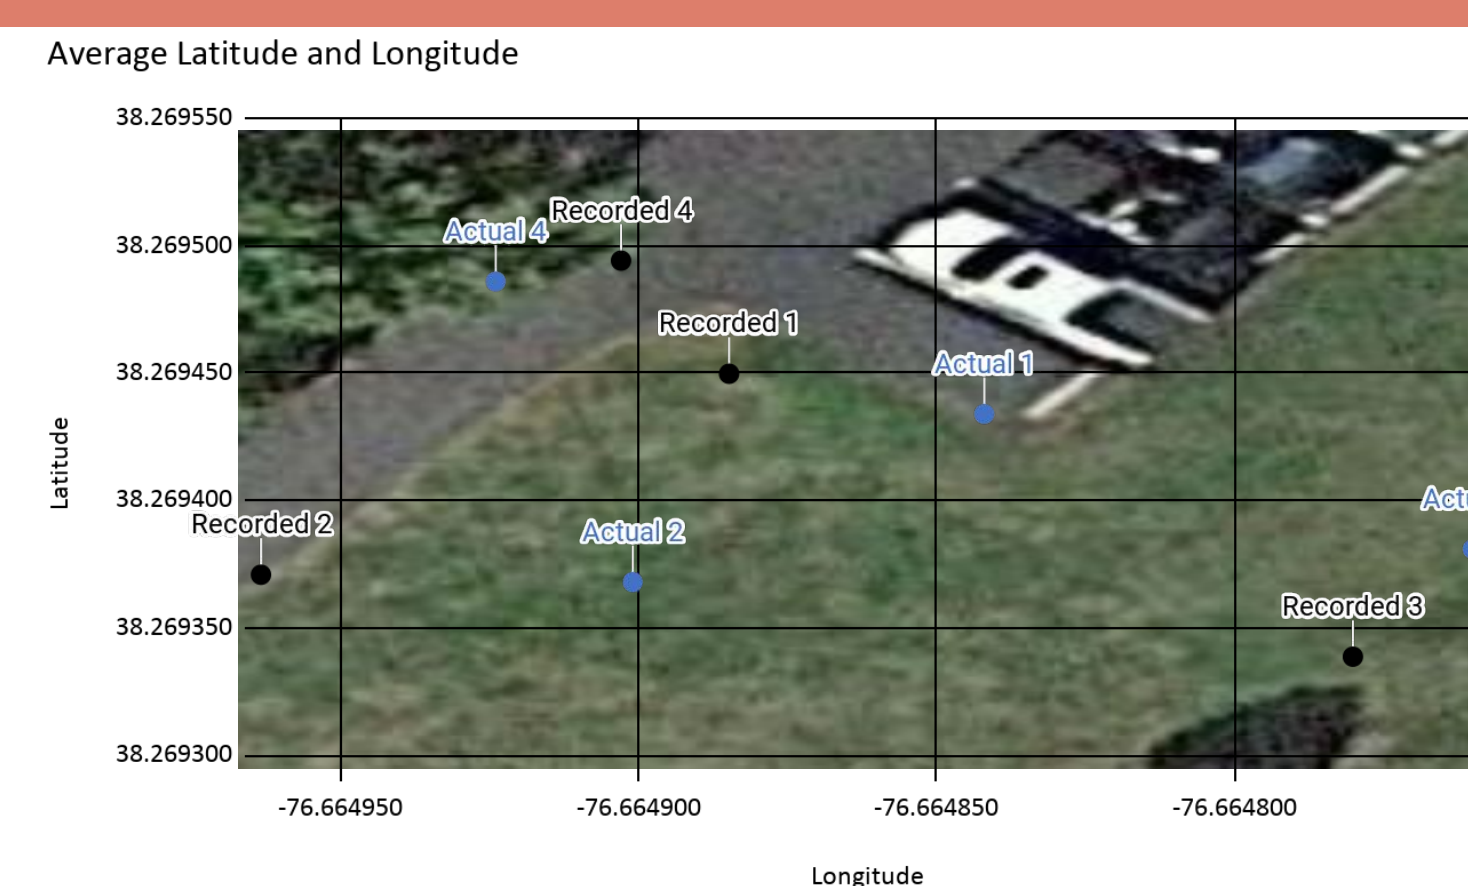 Average Latitude and Longitude
38.269550
Recorded 4
Actual 4
38.269500
Recorded 1
Actual 1
38.269450
Latitude
38.269400
Act
Recorded 2
Actual 2
Recorded 3
38.269350
38.269300
-76.664950
-76.664900
-76.664850
-76.664800
Longitude